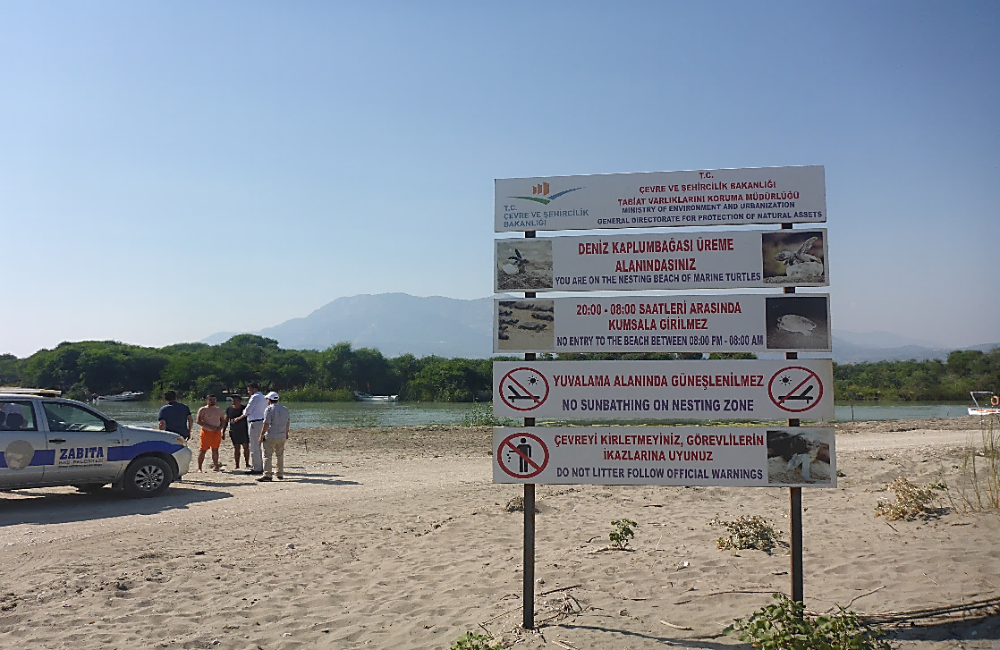 T.C.
ÇEVRE VE ŞEHİRCİLİK BAKANLIĞI
TABİAT VARLIKLARINI KORUMA MÜDÜRLÜĞÜ
MINISTRY OF ENVIRONMENT AND URBANIZATION
GENERAL DIRECTORATE FOR PROTECTION OF NATURAL ASSETS
T.C.
ÇEVRE VE ŞEHİRCİLİK
BAKANLIĞI
DENİZ KAPLUMBAĞASI ÜREME
ALANINDASINIZ
YOU ARE ON THE NESTING BEACH OF MARINE TURTLES
20:00 - 08:00 SAATLERİ ARASINDA
KUMSALA GİRİLMEZ
NO ENTRY TO THE BEACH BETWEEN 08:00 PM - 08:00 AM
YUVALAMA ALANINDA GÜNEŞLENİLMEZ
NO SUNBATHING ON NESTING ZONE
ÇEVREYİ KİRLETMEYİNİZ, GÖREVLİLERİN
İKAZLARINA UYUNUZ
DO NOT LITTER FOLLOW OFFICIAL WARNINGS
ZABITA
KAŞ BELEDİYESİ